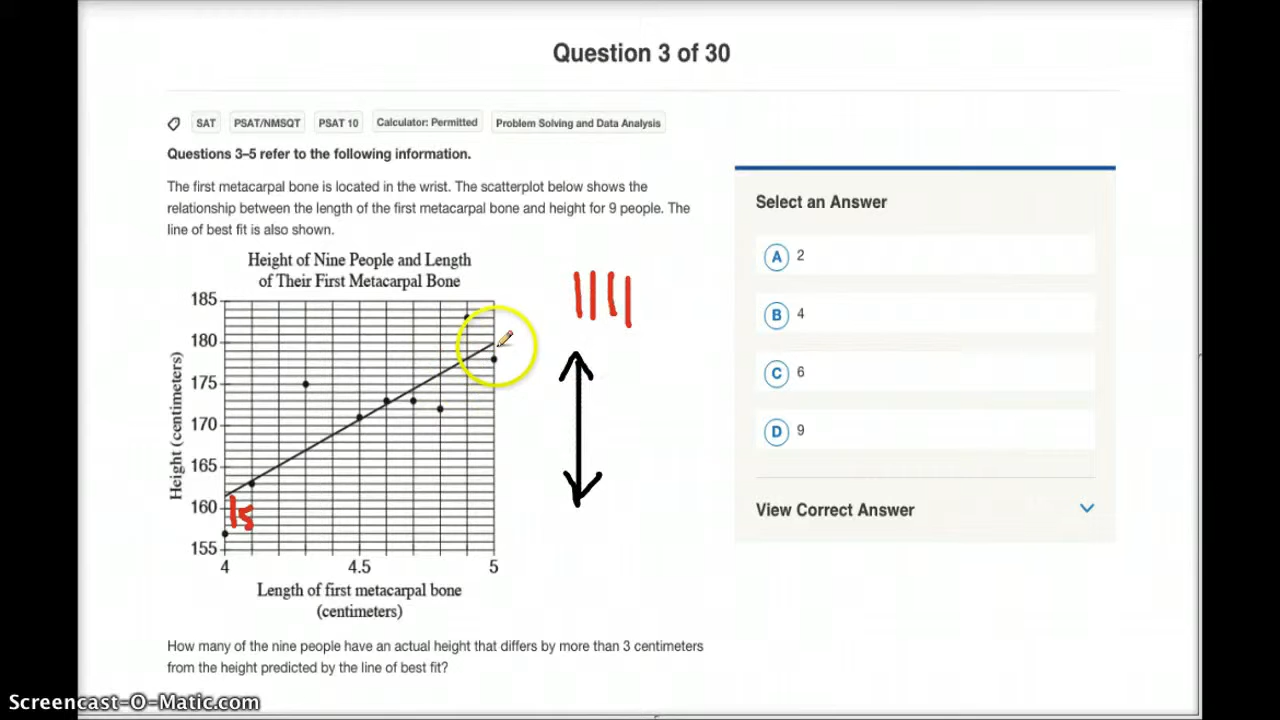 Question 3 of 30
SAT PSAT/NMSQT PSAT 10 Calculator: Permitted Problem Solving and Data Analysis
Questions 3–5 refer to the following information.
The first metacarpal bone is located in the wrist. The scatterplot below shows the
relationship between the length of the first metacarpal bone and height for 9 people. The
line of best fit is also shown.
Height of Nine People and Length
of Their First Metacarpal Bone
Height (centimeters)
185
180
175
170
165
160
155
15
4 4.5 5
Length of first metacarpal bone
(centimeters)
How many of the nine people have an actual height that differs by more than 3 centimeters
from the height predicted by the line of best fit?
Select an Answer
A 2
B 4
C 6
D 9
View Correct Answer
Screencast-O-Matic.com